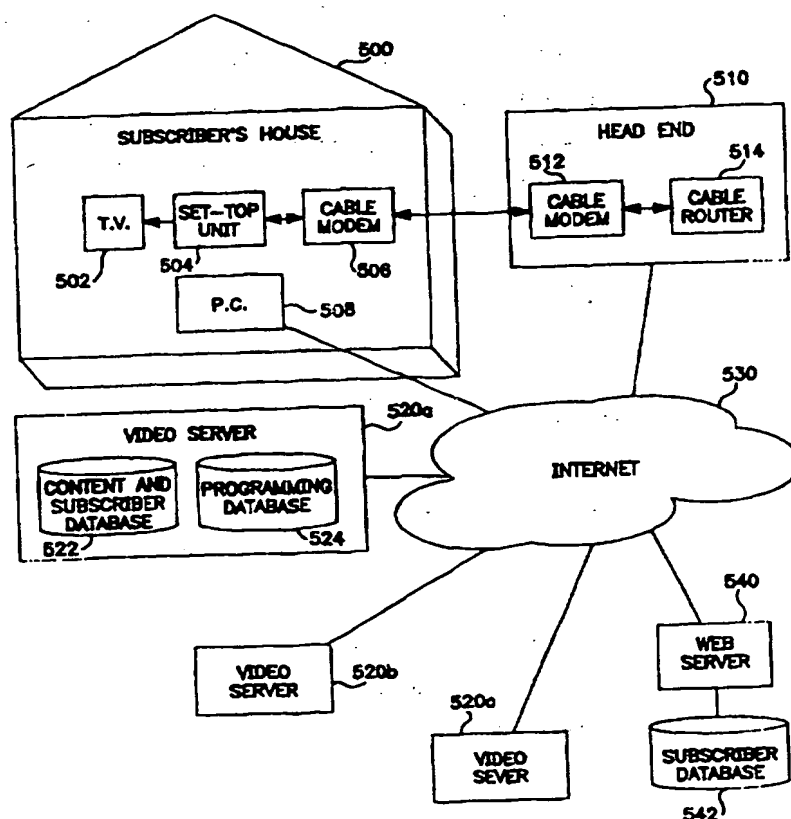 500
SUBSCRIBER'S HOUSE
T.V.
502
SET-TOP
UNIT
504
CABLE
MODEM
506
P.C.
508
510
HEAD END
512
CABLE
MODEM
514
CABLE
ROUTER
520a
VIDEO SERVER
CONTENT AND
SUBSCRIBER
DATABASE
522
PROGRAMMING
DATABASE
524
530
INTERNET
VIDEO
SERVER
520b
520c
VIDEO
SEVER
540
WEB
SERVER
SUBSCRIBER
DATABASE
542